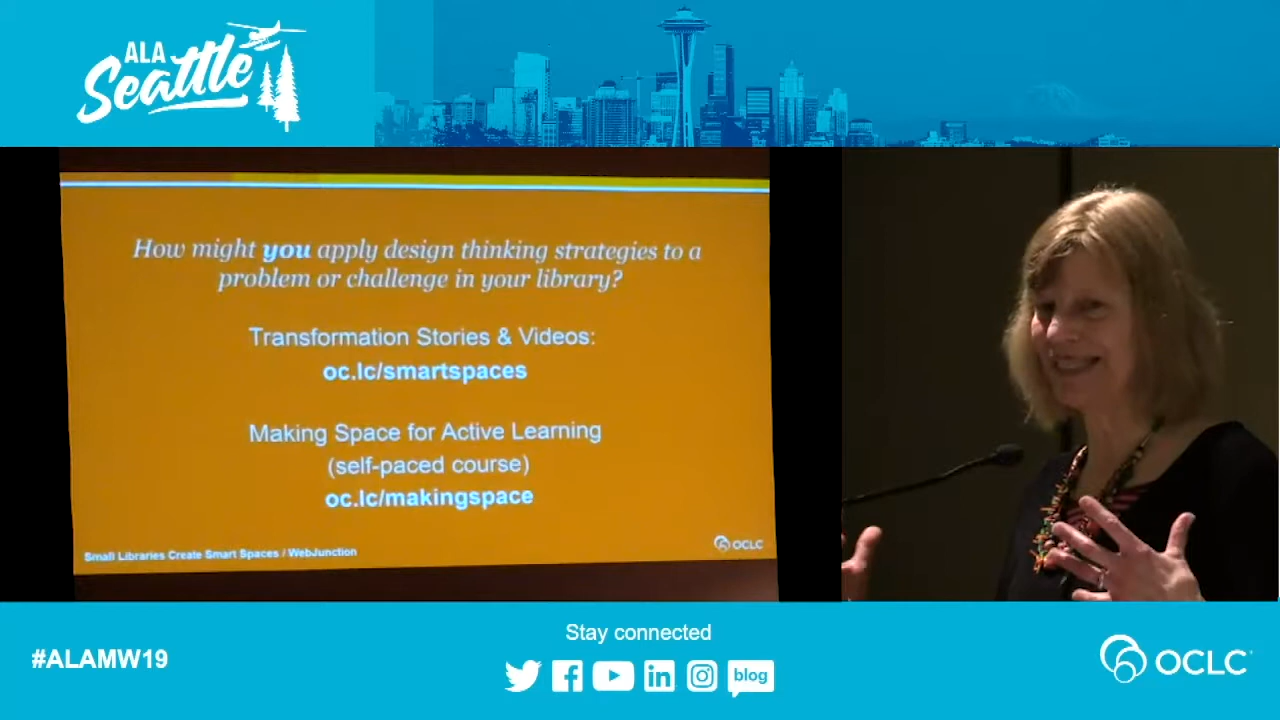 ALA
Seattle
How might you apply design thinking strategies to a
problem or challenge in your library?
Transformation Stories & Videos:
oc.lc/smartspaces
Making Space for Active Learning
(self-paced course)
oc.lc/makingspace
Small Libraries Create Smart Spaces / WebJunction
OCLC
Stay connected
#ALAMW19
blog
OCLC